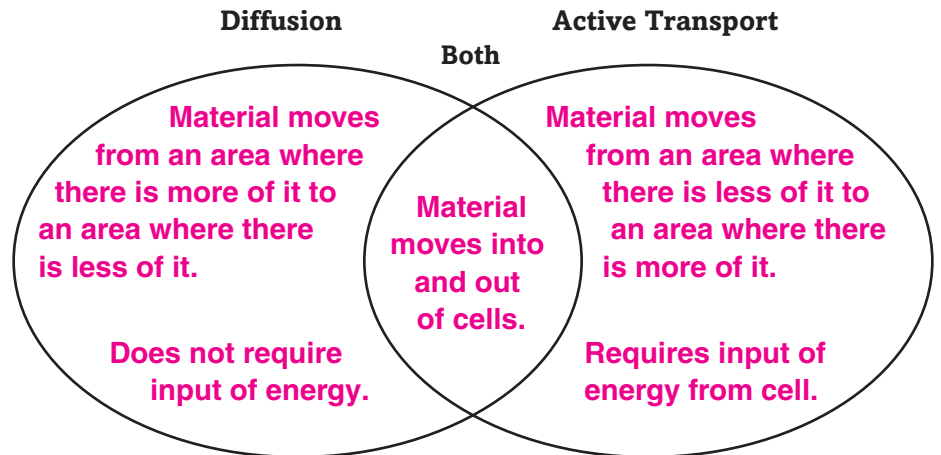 Diffusion
Active Transport
Both
Material moves
from an area where
there is more of it to
an area where there
is less of it.
Does not require
input of energy.
Material
moves into
and out
of cells.
Material moves
from an area where
there is less of it to
an area where there
is more of it.
Requires input of
energy from cell.